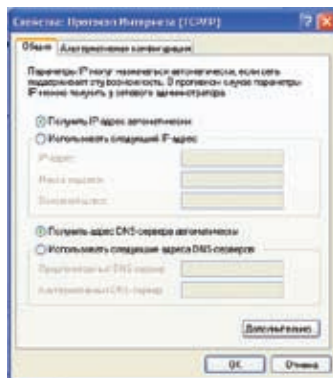 Свойства: Протокол Интернета (TCP/IP)
Общие
Альтернативная конфигурация
Параметры IP могут назначаться автоматически, если сеть
поддерживает эту возможность. В противном случае параметры
IP можно получить у сетевого администратора.
Получить IP-адрес автоматически
Использовать следующий IP-адрес:
IP-адрес:
Маска подсети:
Основной шлюз:
Получить адрес DNS-сервера автоматически
Использовать следующие адреса DNS-серверов:
Предпочитаемый DNS-сервер:
Альтернативный DNS-сервер:
Дополнительно...
ОК
Отмена